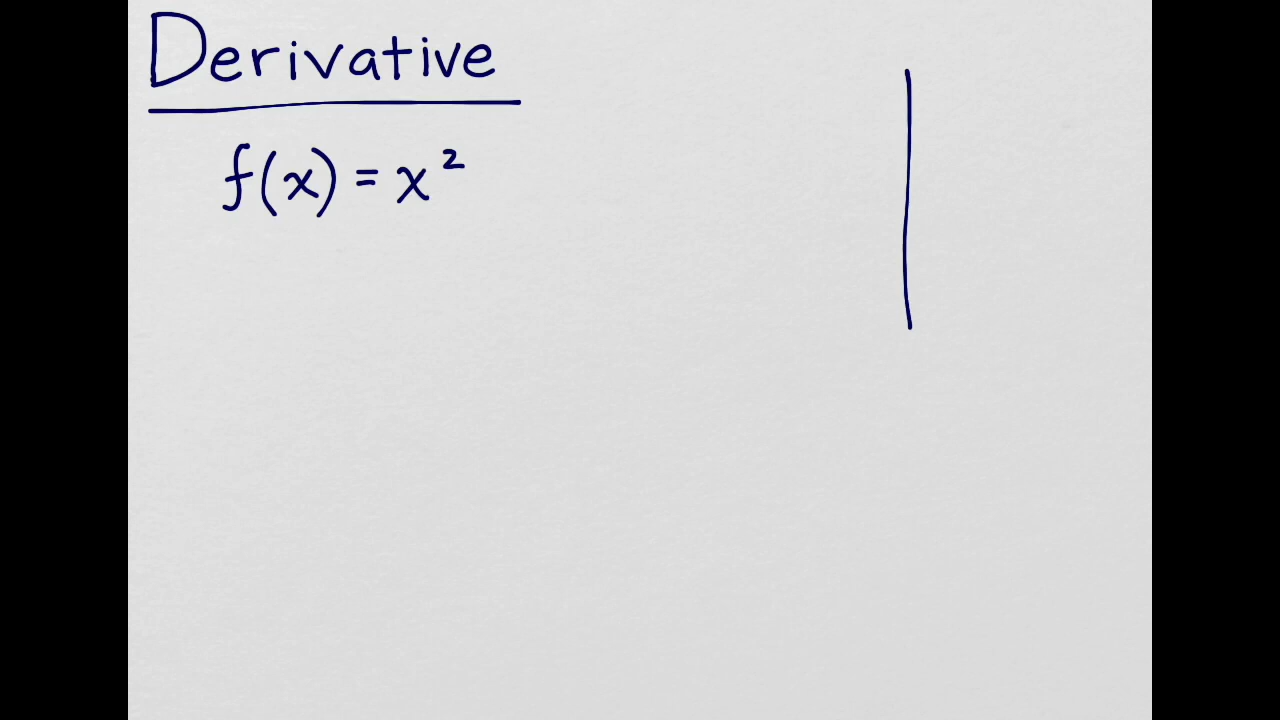 Derivative
f(x) = x²